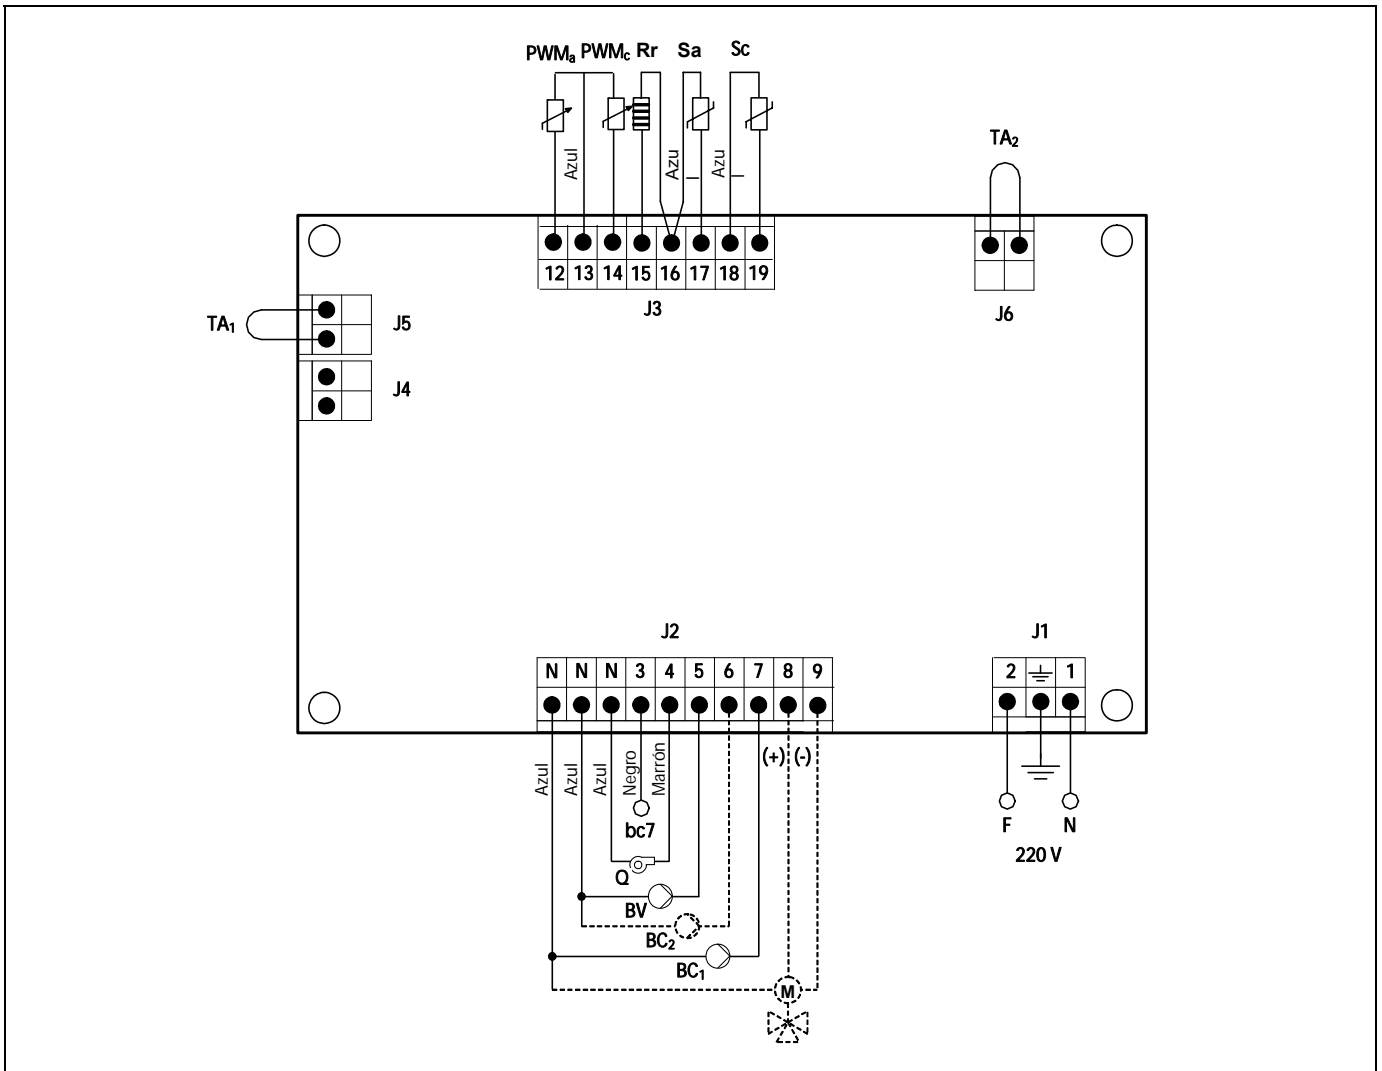 PWMa PWMc Rr Sa Sc
TA2
Azul Azul Azul
12 13 14 15 16 17 18 19
J3
J6
TA1
J5
J4
J2
J1
N N N 3 4 5 6 7 8 9
2 1
Azul Azul Azul Negro Marrón (+) (-)
bc7
F N
Q
220 V
BV
BC2
BC1
M